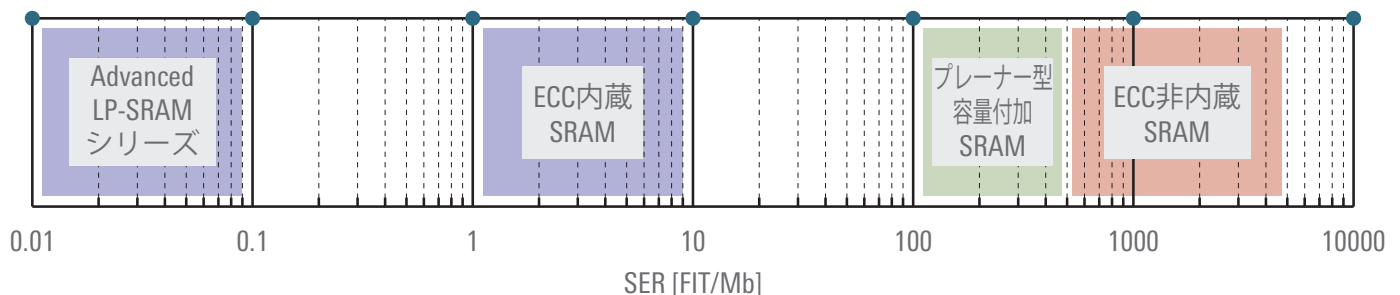 Advanced
LP-SRAM
シリーズ
ECC内蔵
SRAM
プレーナー型
容量付加
SRAM
ECC非内蔵
SRAM
0.01
0.1
1
10
100
1000
10000
SER [FIT/Mb]